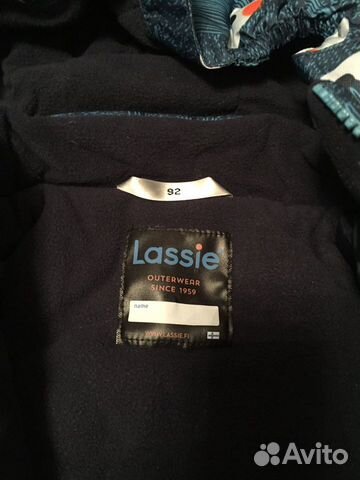 92
Lassie
OUTERWEAR
SINCE 1959
name
WWW.LASSIE.FI
Avito